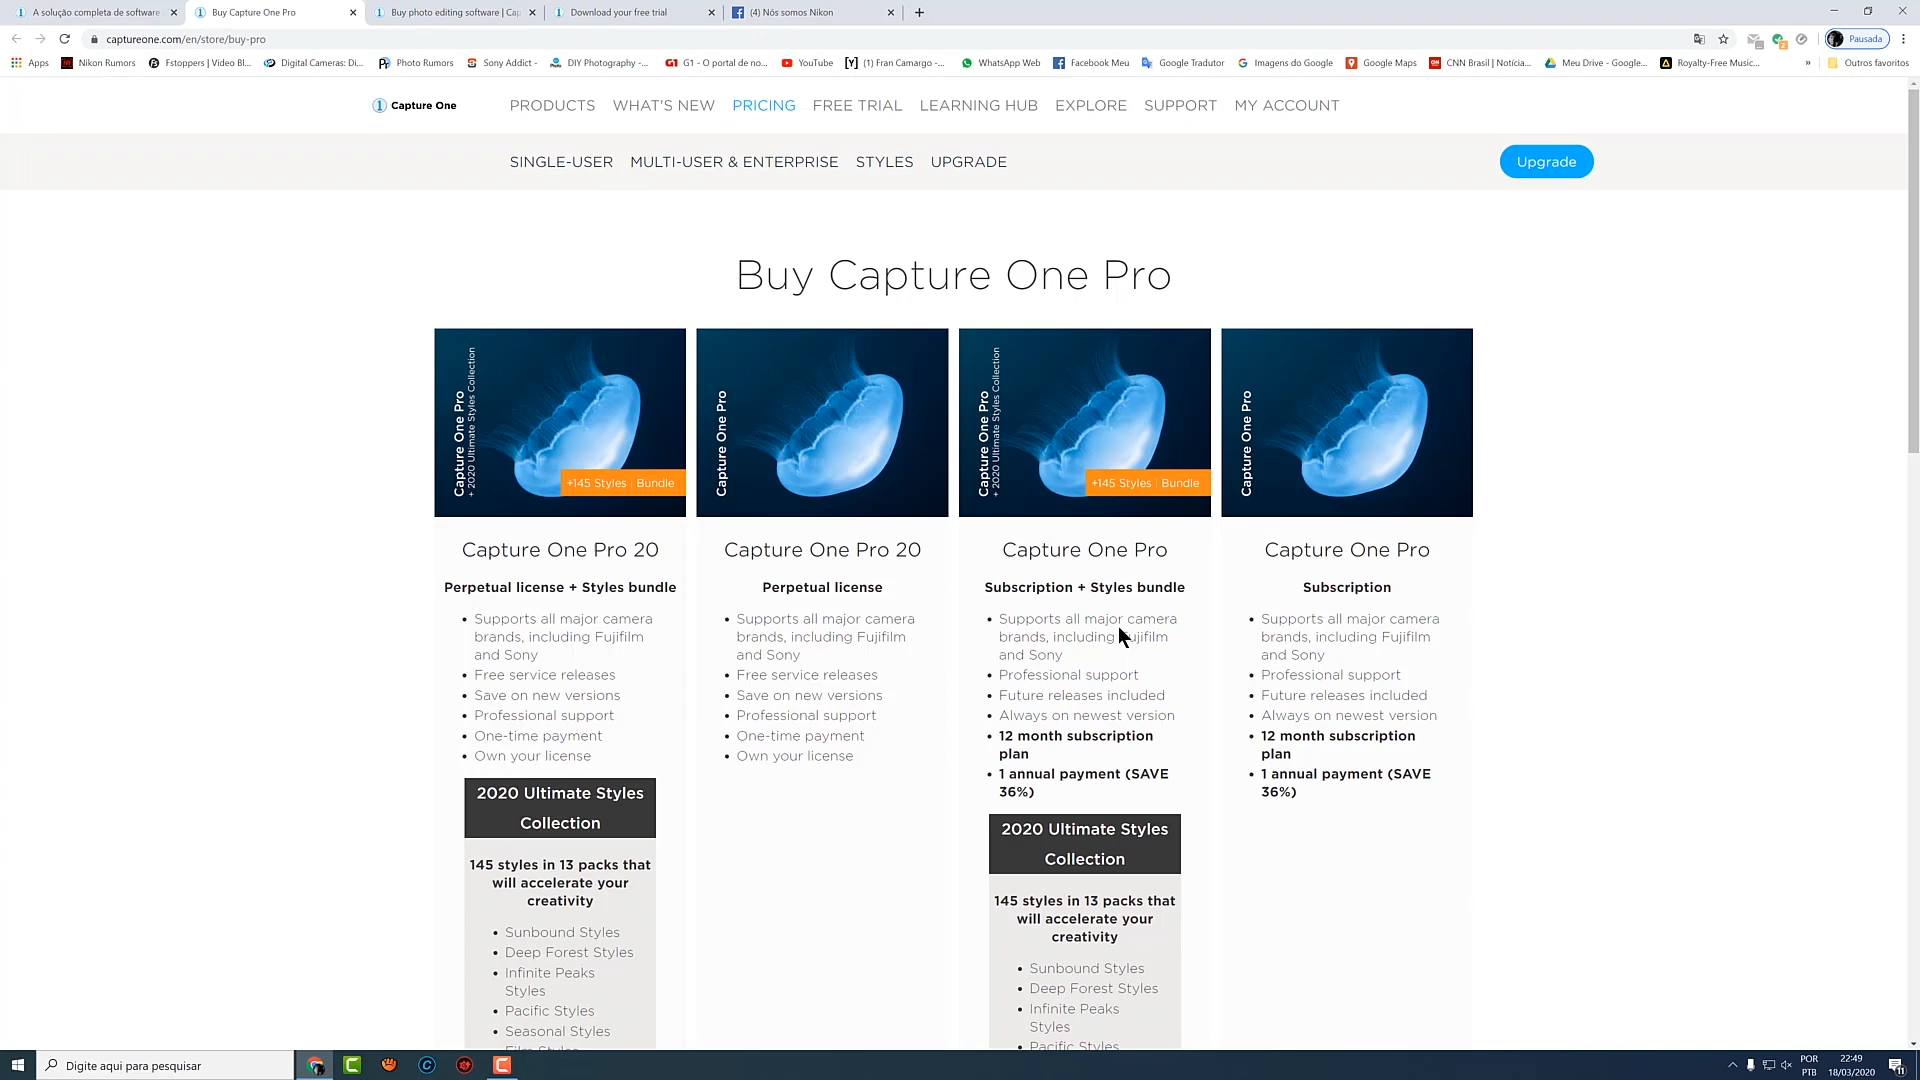 A solução completa de software
Buy Capture One Pro
Buy photo editing software | Cap
Download your free trial
(4) Nós somos Nikon
captureone.com/en/store/buy-pro
Pausada
Apps
Nikon Rumors
Fstoppers | Video Bl...
Digital Cameras: Di...
Photo Rumors
Sony Addict -
DIY Photography -...
G1 - O portal de no...
YouTube
(1) Fran Camargo -...
WhatsApp Web
Facebook Meu
Google Tradutor
Imagens do Google
Google Maps
CNN Brasil | Notícia...
Meu Drive - Google...
Royalty-Free Music...
»
Outros favoritos
Capture One
PRODUCTS
WHAT'S NEW
PRICING
FREE TRIAL
LEARNING HUB
EXPLORE
SUPPORT
MY ACCOUNT
SINGLE-USER
MULTI-USER & ENTERPRISE
STYLES
UPGRADE
Upgrade
Buy Capture One Pro
Capture One Pro
+ 2020 Ultimate Styles Collection
+145 Styles | Bundle
Capture One Pro 20
Perpetual license + Styles bundle
• Supports all major camera
brands, including Fujifilm
and Sony
• Free service releases
• Save on new versions
• Professional support
• One-time payment
• Own your license
2020 Ultimate Styles
Collection
145 styles in 13 packs that
will accelerate your
creativity
• Sunbound Styles
• Deep Forest Styles
• Infinite Peaks
Styles
• Pacific Styles
• Seasonal Styles
• Film Styles
Capture One Pro
Capture One Pro 20
Perpetual license
• Supports all major camera
brands, including Fujifilm
and Sony
• Free service releases
• Save on new versions
• Professional support
• One-time payment
• Own your license
Capture One Pro
+ 2020 Ultimate Styles Collection
+145 Styles | Bundle
Capture One Pro
Subscription + Styles bundle
• Supports all major camera
brands, including Fujifilm
and Sony
• Professional support
• Future releases included
• Always on newest version
• 12 month subscription
plan
• 1 annual payment (SAVE
36%)
2020 Ultimate Styles
Collection
145 styles in 13 packs that
will accelerate your
creativity
• Sunbound Styles
• Deep Forest Styles
• Infinite Peaks
Styles
• Pacific Styles
Capture One Pro
Capture One Pro
Subscription
• Supports all major camera
brands, including Fujifilm
and Sony
• Professional support
• Future releases included
• Always on newest version
• 12 month subscription
plan
• 1 annual payment (SAVE
36%)
Digite aqui para pesquisar
POR
PTB
22:49
18/03/2020